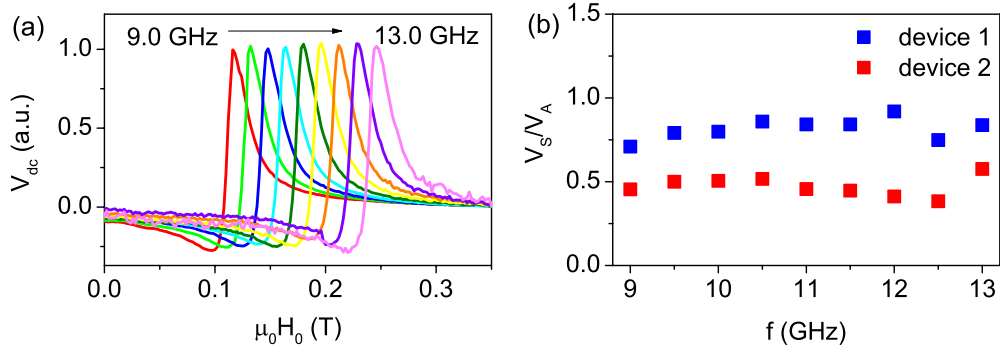 (a)
9.0 GHz
13.0 GHz
1.0
0.5
0.0
V_dc (a.u.)
0.0 0.1 0.2 0.3
μ₀H₀ (T)
(b)
device 1
device 2
1.5
1.0
0.5
0.0
V_S/V_A
9 10 11 12 13
f (GHz)